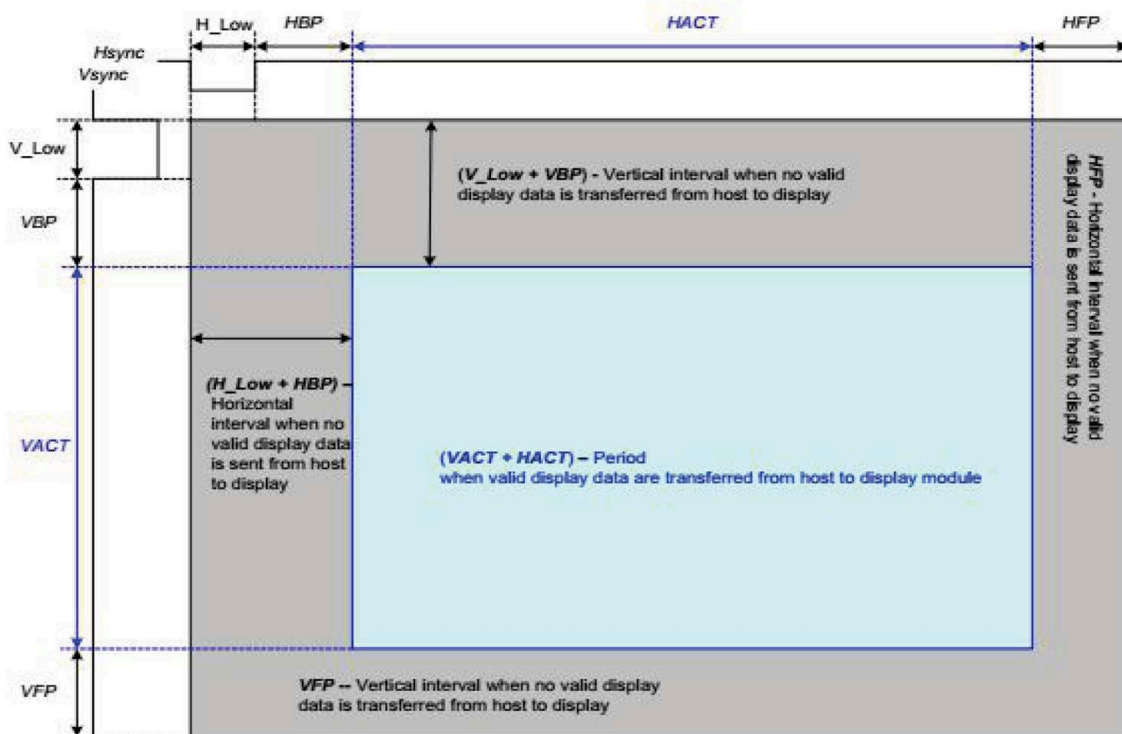 H_Low
HBP
HACT
HFP
Hsync
Vsync
V_Low
VBP
VACT
VFP
(V_Low + VBP) - Vertical interval when no valid
display data is transferred from host to display
HFP - Horizontal interval when no valid
display data is sent from host to display
(H_Low + HBP) –
Horizontal
interval when no
valid display data
is sent from host
to display
(VACT + HACT) – Period
when valid display data are transferred from host to display module
VFP -- Vertical interval when no valid display
data is transferred from host to display